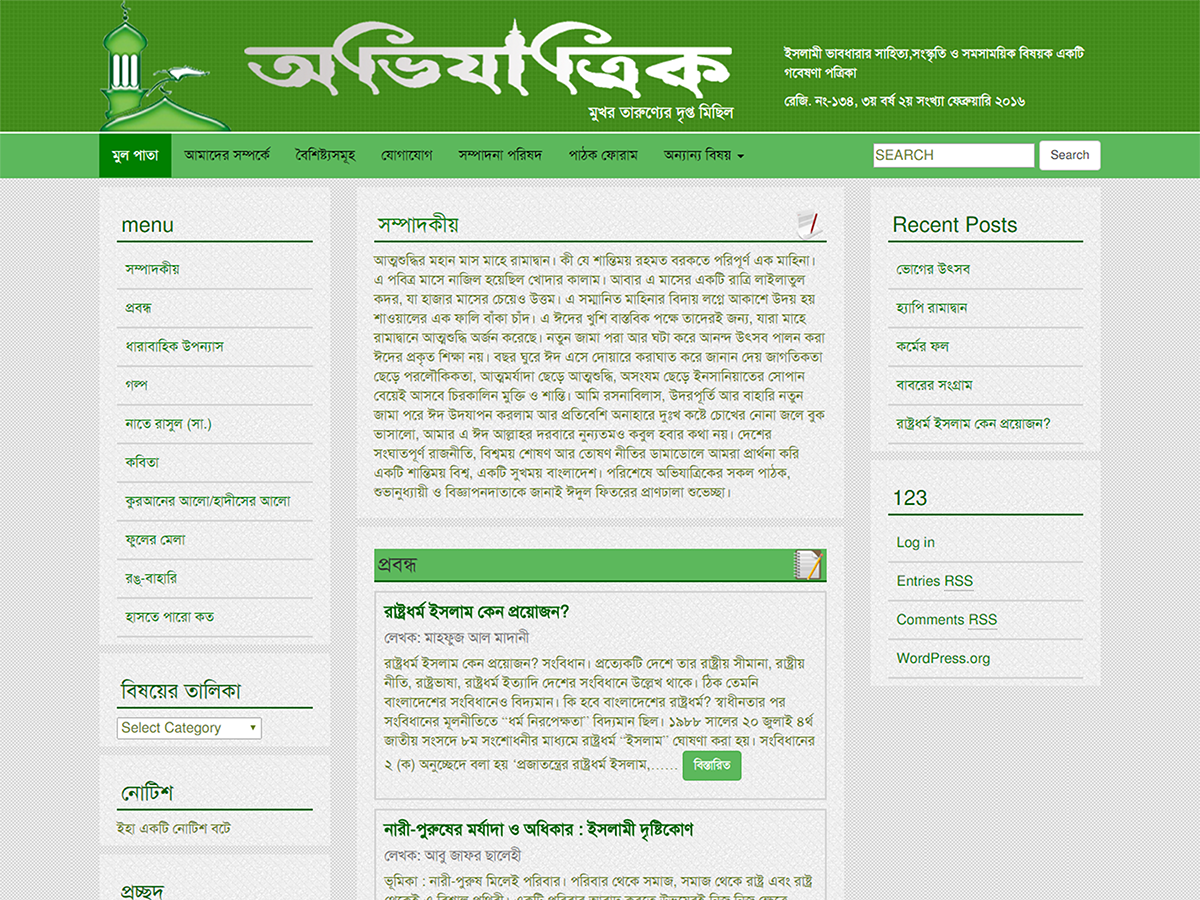 অভিযাত্রিক
মুখর তারুণ্যের দৃপ্ত মিছিল
ইসলামী ভাবধারার সাহিত্য,সংস্কৃতি ও সমসাময়িক বিষয়ক একটি
গবেষণা পত্রিকা
রেজি. নং-১৩৪, ৩য় বর্ষ ২য় সংখ্যা ফেব্রুয়ারি ২০১৬
মুল পাতা আমাদের সম্পর্কে বৈশিষ্ট্যসমূহ যোগাযোগ সম্পাদনা পরিষদ পাঠক ফোরাম অন্যান্য বিষয় SEARCH Search
menu
সম্পাদকীয়
প্রবন্ধ
ধারাবাহিক উপন্যাস
গল্প
নাতে রাসুল (সা.)
কবিতা
কুরআনের আলো/হাদীসের আলো
ফুলের মেলা
রঙ-বাহারি
হাসতে পারো কত
বিষয়ের তালিকা
Select Category
নোটিশ
ইহা একটি নোটিশ বটে
প্রচ্ছদ
সম্পাদকীয়
আত্মশুদ্ধির মহান মাস মাহে রামাদ্বান। কী যে শান্তিময় রহমত বরকতে পরিপূর্ণ এক মাহিনা।
এ পবিত্র মাসে নাজিল হয়েছিল খোদার কালাম। আবার এ মাসের একটি রাত্রি লাইলাতুল
কদর, যা হাজার মাসের চেয়েও উত্তম। এ সম্মানিত মাহিনার বিদায় লগ্নে আকাশে উদয় হয়
শাওয়ালের এক ফালি বাঁকা চাঁদ। এ ঈদের খুশি বাস্তবিক পক্ষে তাদেরই জন্য, যারা মাহে
রামাদ্বানে আত্মশুদ্ধি অর্জন করেছে। নতুন জামা পরা আর ঘটা করে আনন্দ উৎসব পালন করা
ঈদের প্রকৃত শিক্ষা নয়। বছর ঘুরে ঈদ এসে দোয়ারে করাঘাত করে জানান দেয় জাগতিকতা
ছেড়ে পরলৌকিকতা, আত্মমর্যাদা ছেড়ে আত্মশুদ্ধি, অসংযম ছেড়ে ইনসানিয়াতের সোপান
বেয়েই আসবে চিরকালিন মুক্তি ও শান্তি। আমি রসনাবিলাস, উদরপূর্তি আর বাহারি নতুন
জামা পরে ঈদ উদযাপন করলাম আর প্রতিবেশি অনাহারে দুঃখ কষ্টে চোখের নোনা জলে বুক
ভাসালো, আমার এ ঈদ আল্লাহর দরবারে নুন্যতমও কবুল হবার কথা নয়। দেশের
সংঘাতপূর্ণ রাজনীতি, বিশ্বময় শোষণ আর তোষণ নীতির ডামাডোলে আমরা প্রার্থনা করি
একটি শান্তিময় বিশ্ব, একটি সুখময় বাংলাদেশ। পরিশেষে অভিযাত্রিকের সকল পাঠক,
শুভানুধ্যায়ী ও বিজ্ঞাপনদাতাকে জানাই ঈদুল ফিতরের প্রাণঢালা শুভেচ্ছা।
প্রবন্ধ
রাষ্ট্রধর্ম ইসলাম কেন প্রয়োজন?
লেখক: মাহফুজ আল মাদানী
রাষ্ট্রধর্ম ইসলাম কেন প্রয়োজন? সংবিধান। প্রত্যেকটি দেশে তার রাষ্ট্রীয় সীমানা, রাষ্ট্রীয়
নীতি, রাষ্ট্রভাষা, রাষ্ট্রধর্ম ইত্যাদি দেশের সংবিধানে উল্লেখ থাকে। ঠিক তেমনি
বাংলাদেশের সংবিধানেও বিদ্যমান। কি হবে বাংলাদেশের রাষ্ট্রধর্ম? স্বাধীনতার পর
সংবিধানের মূলনীতিতে “ধর্ম নিরপেক্ষতা” বিদ্যমান ছিল। ১৯৮৮ সালের ২০ জুলাই ৪র্থ
জাতীয় সংসদে ৮ম সংশোধনীর মাধ্যমে রাষ্ট্রধর্ম “ইসলাম” ঘোষণা করা হয়। সংবিধানের
২ (ক) অনুচ্ছেদে বলা হয় ‘প্রজাতন্ত্রের রাষ্ট্রধর্ম ইসলাম,…… বিস্তারিত
নারী-পুরুষের মর্যাদা ও অধিকার : ইসলামী দৃষ্টিকোণ
লেখক: আবু জাফর ছালেহী
ভূমিকা : নারী-পুরুষ মিলেই পরিবার। পরিবার থেকে সমাজ, সমাজ থেকে রাষ্ট্র এবং রাষ্ট্র
Recent Posts
ভোগের উৎসব
হ্যাপি রামাদ্বান
কর্মের ফল
বাবরের সংগ্রাম
রাষ্ট্রধর্ম ইসলাম কেন প্রয়োজন?
123
Log in
Entries RSS
Comments RSS
WordPress.org